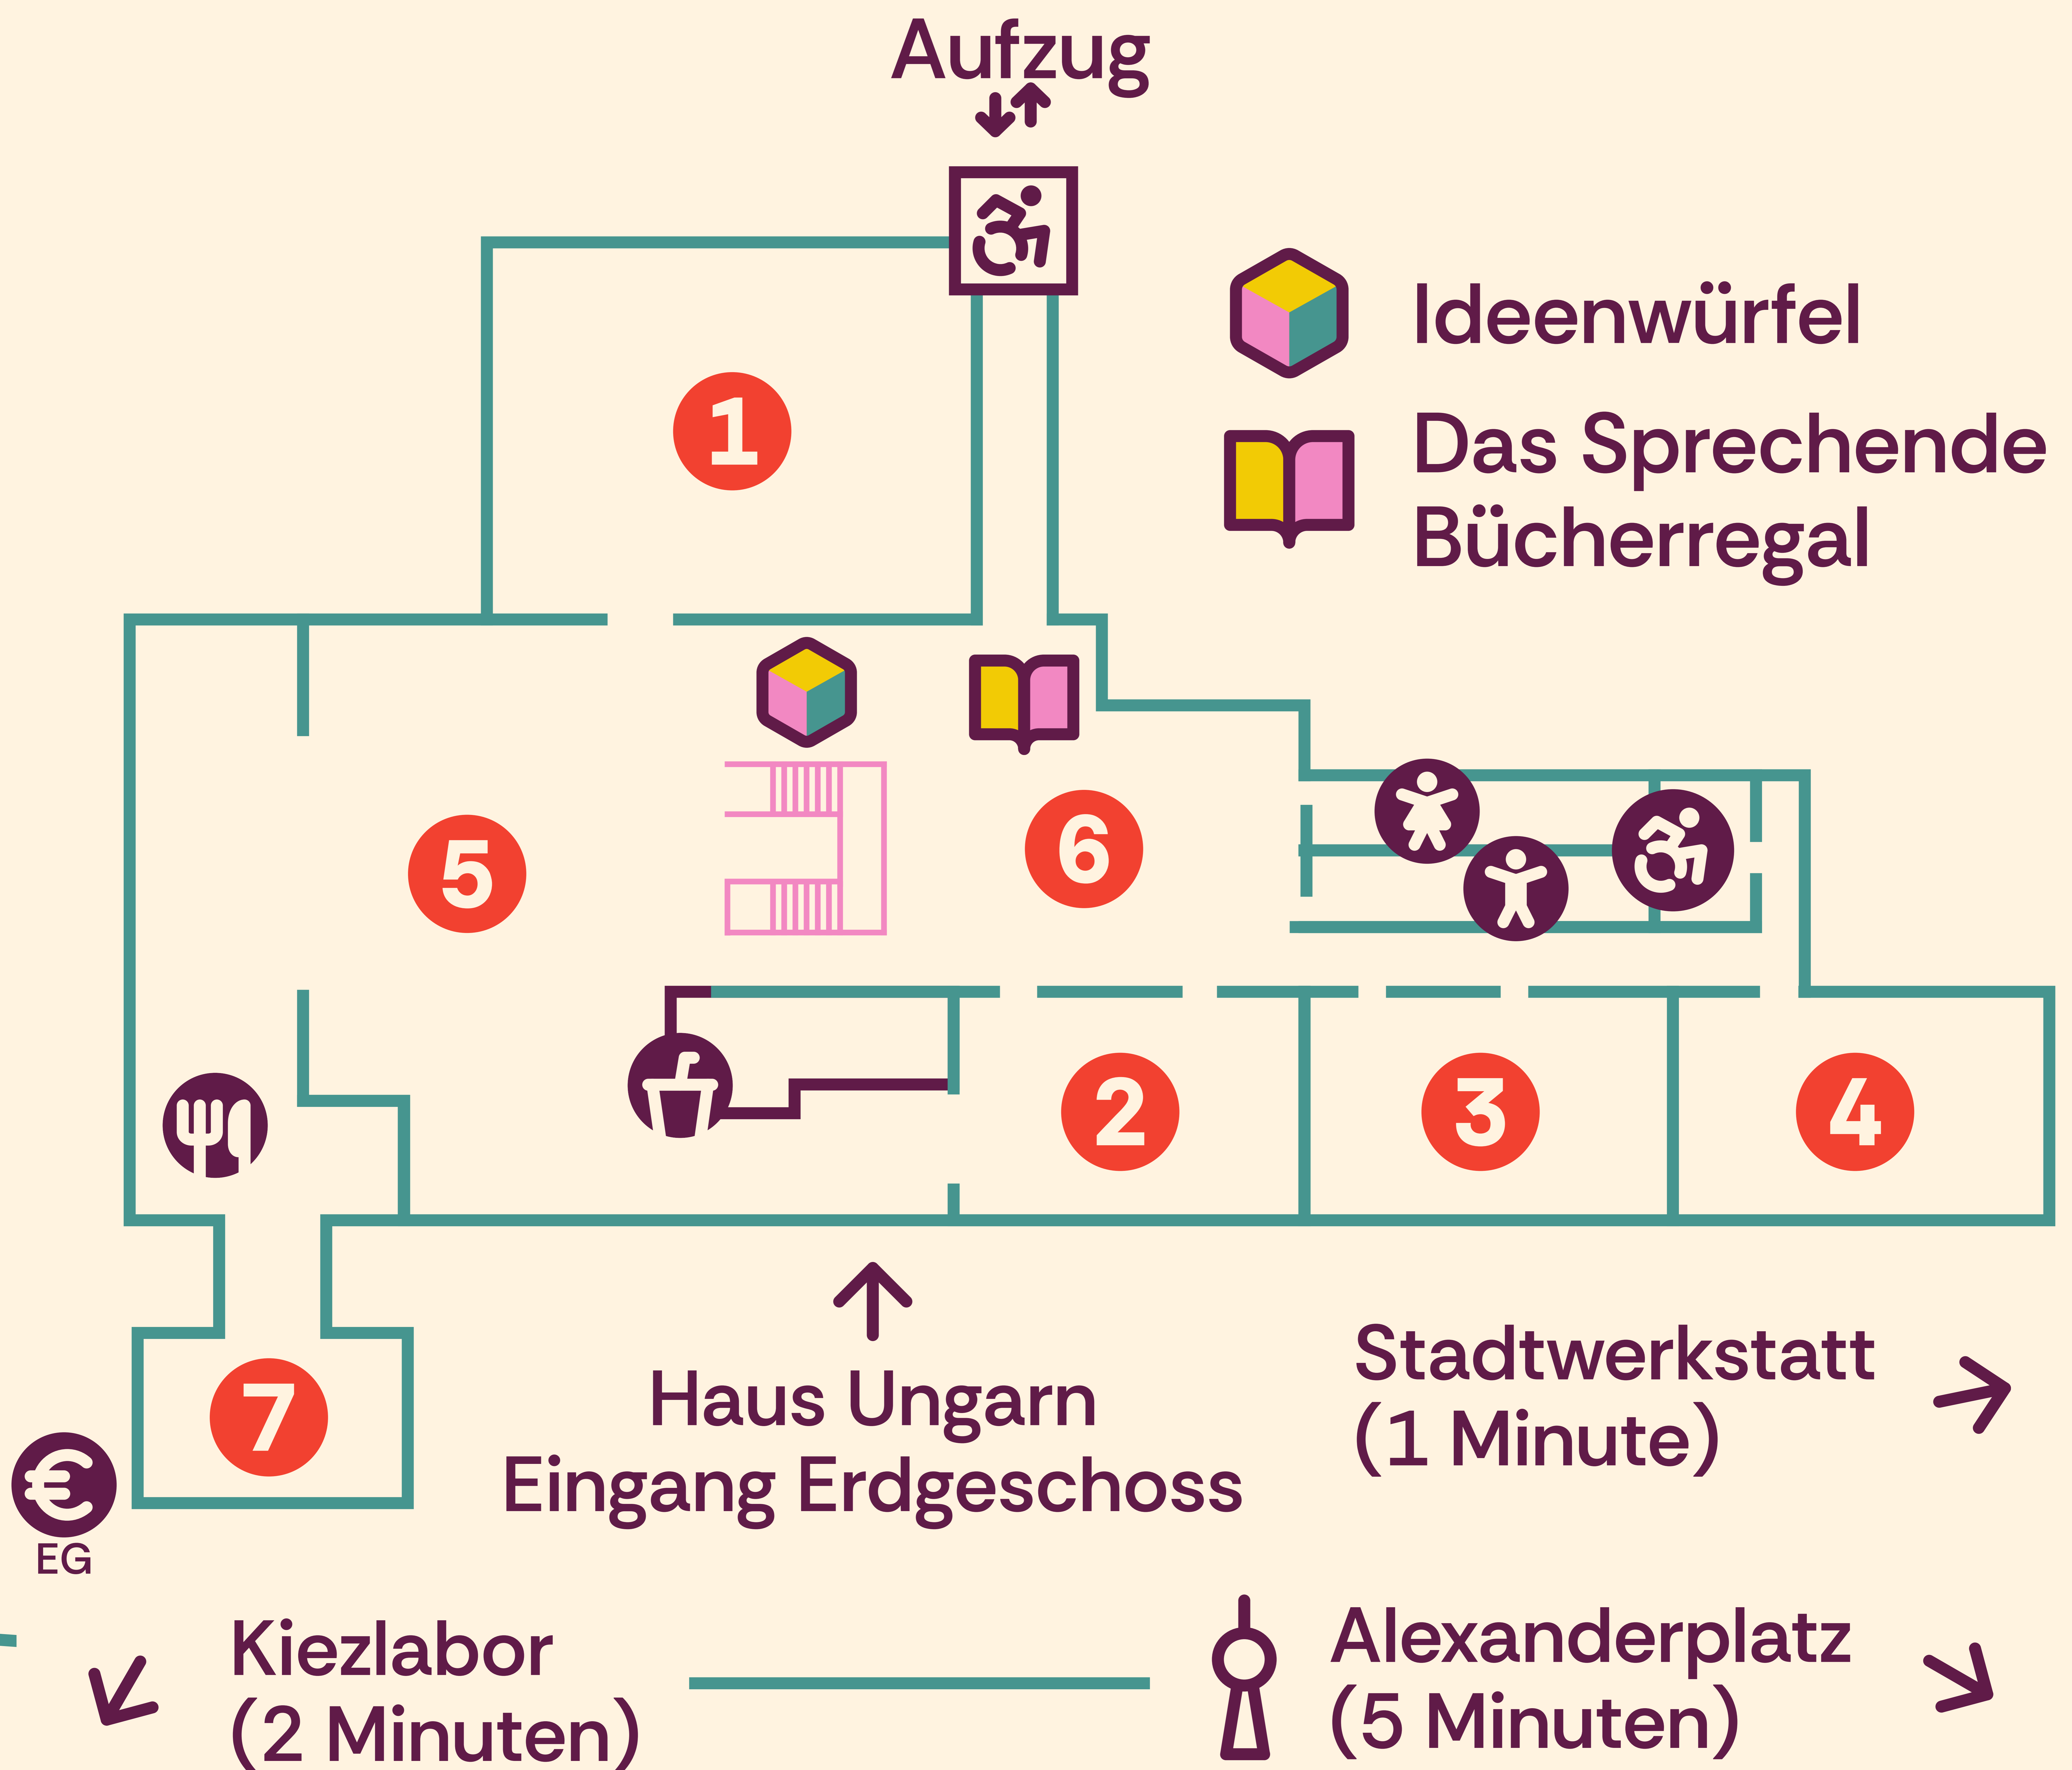 Aufzug
Ideenwürfel
Das Sprechende
Bücherregal
1
5
6
2
3
4
7
€
EG
Haus Ungarn
Eingang Erdgeschoss
Stadtwerkstatt
(1 Minute)
Kiezlabor
(2 Minuten)
Alexanderplatz
(5 Minuten)